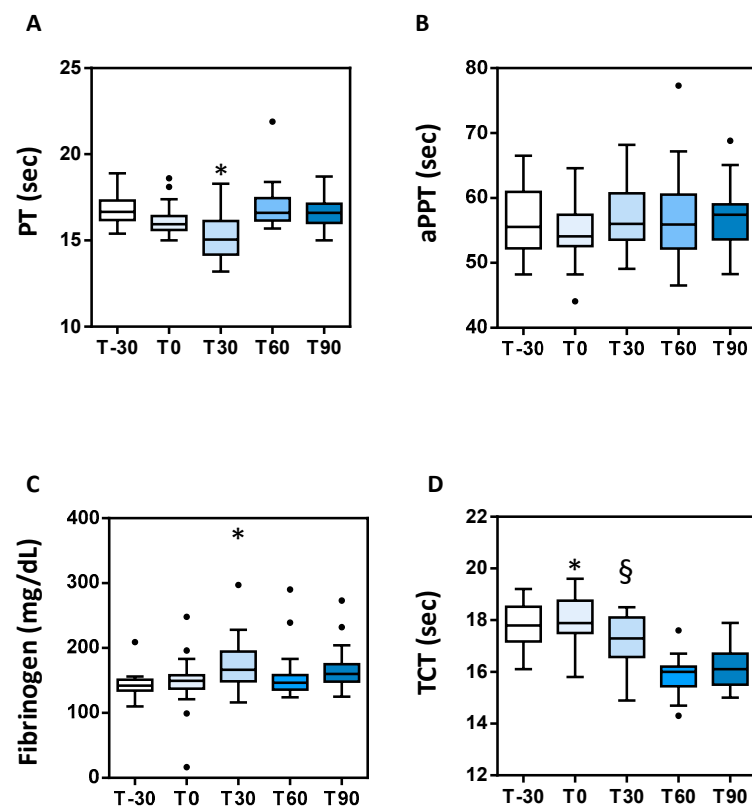 A
PT (sec)
25
20
15
10
*
T-30 T0 T30 T60 T90
B
aPPT (sec)
80
70
60
50
40
T-30 T0 T30 T60 T90
C
Fibrinogen (mg/dL)
400
300
200
100
0
*
T-30 T0 T30 T60 T90
D
TCT (sec)
22
20
18
16
14
12
* §
T-30 T0 T30 T60 T90